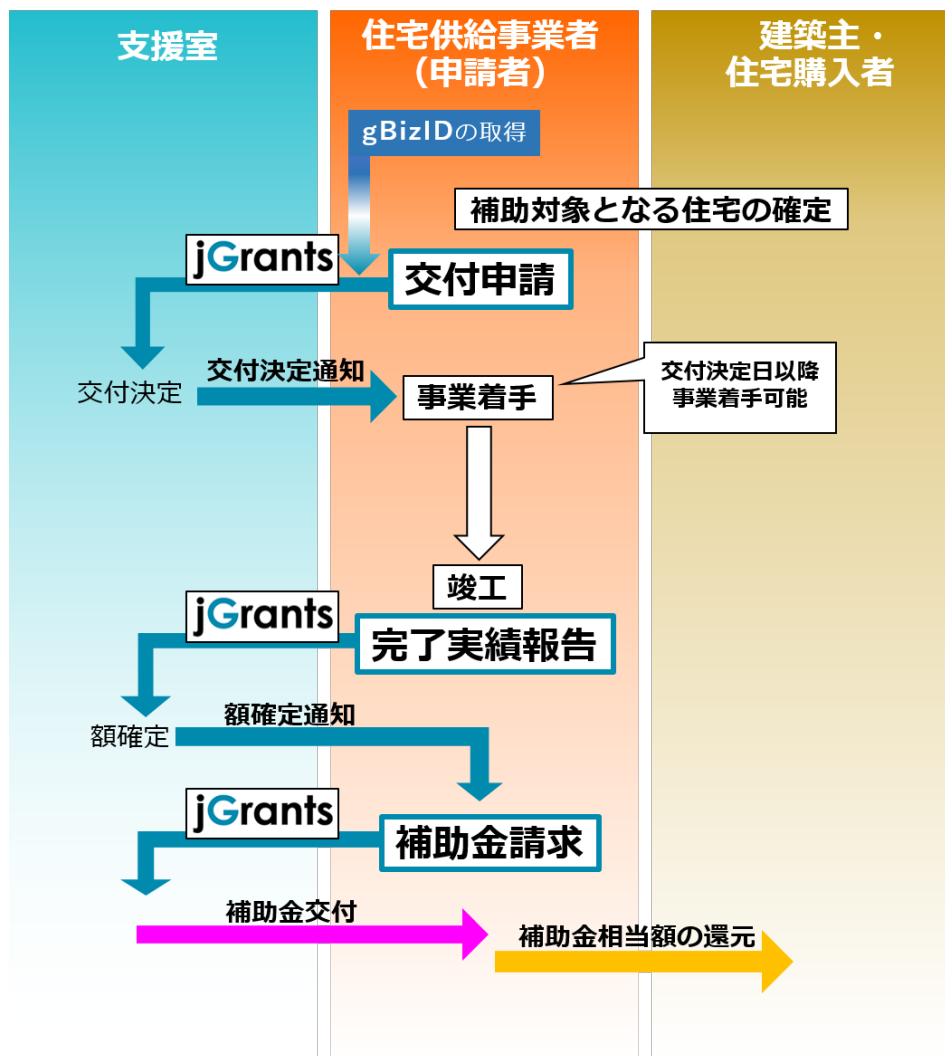 支援室
住宅供給事業者
（申請者）
建築主・
住宅購入者
gBizIDの取得
補助対象となる住宅の確定
jGrants
交付申請
交付決定
交付決定通知
事業着手
交付決定日以降
事業着手可能
竣工
jGrants
完了実績報告
額確定
額確定通知
jGrants
補助金請求
補助金交付
補助金相当額の還元